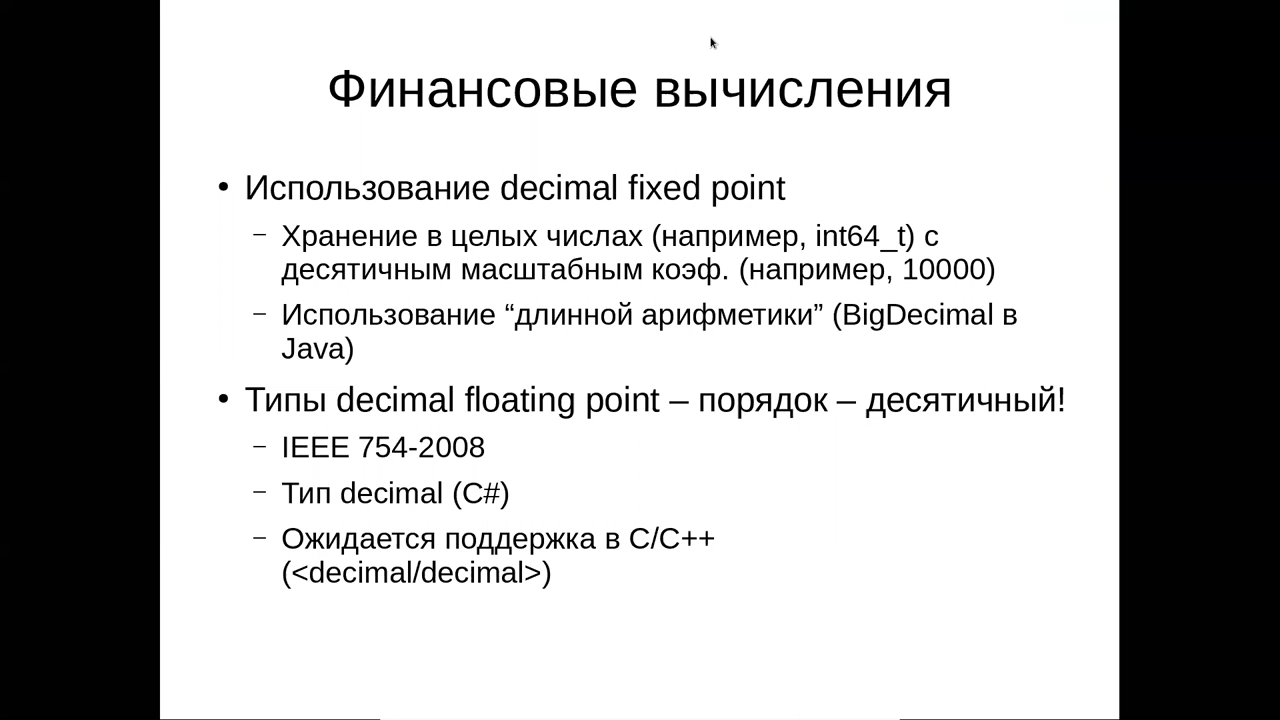 Финансовые вычисления
• Использование decimal fixed point
– Хранение в целых числах (например, int64_t) с
десятичным масштабным коэф. (например, 10000)
– Использование “длинной арифметики” (BigDecimal в
Java)
• Типы decimal floating point – порядок – десятичный!
– IEEE 754-2008
– Тип decimal (C#)
– Ожидается поддержка в C/C++
(<decimal/decimal>)